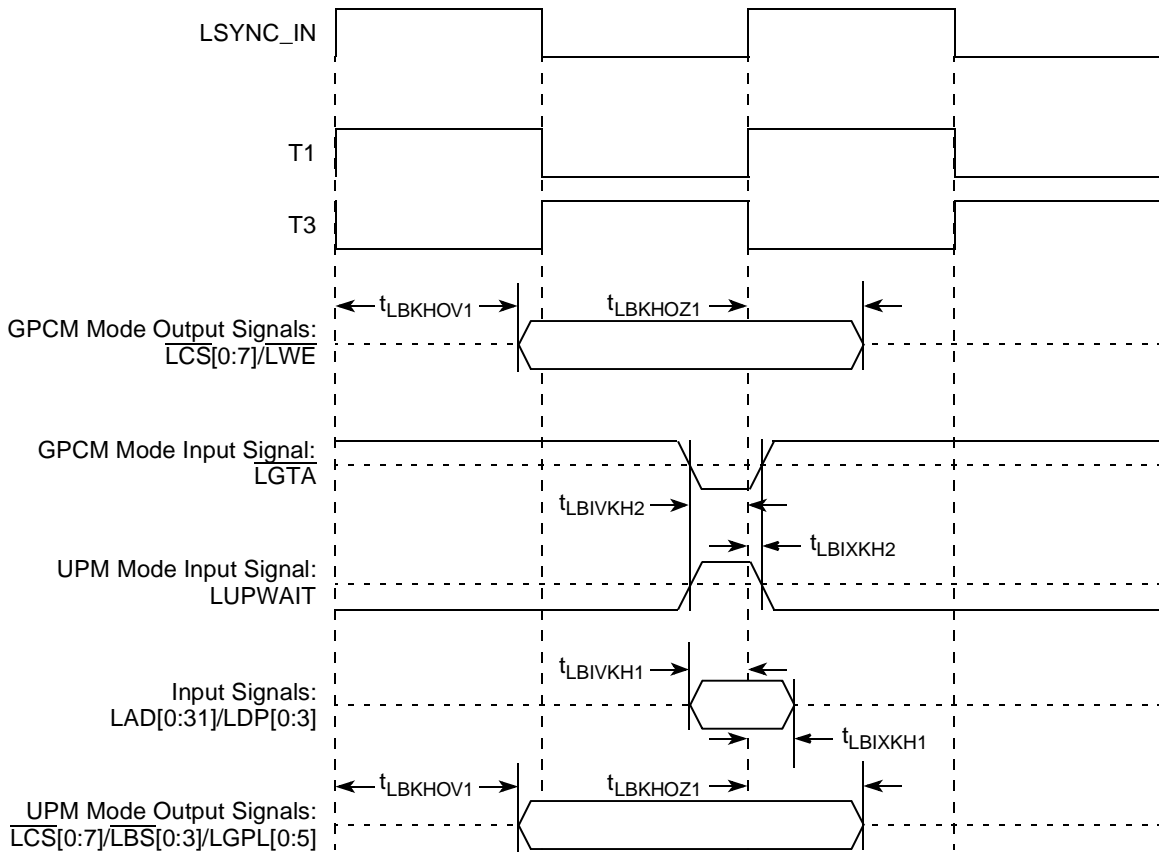 LSYNC_IN
T1
T3
tLBKHOV1
tLBKHOZ1
GPCM Mode Output Signals:
LCS[0:7]/LWE
GPCM Mode Input Signal:
LGTA
tLBIVKH2
tLBIXKH2
UPM Mode Input Signal:
LUPWAIT
tLBIVKH1
Input Signals:
LAD[0:31]/LDP[0:3]
tLBIXKH1
tLBKHOV1
tLBKHOZ1
UPM Mode Output Signals:
LCS[0:7]/LBS[0:3]/LGPL[0:5]